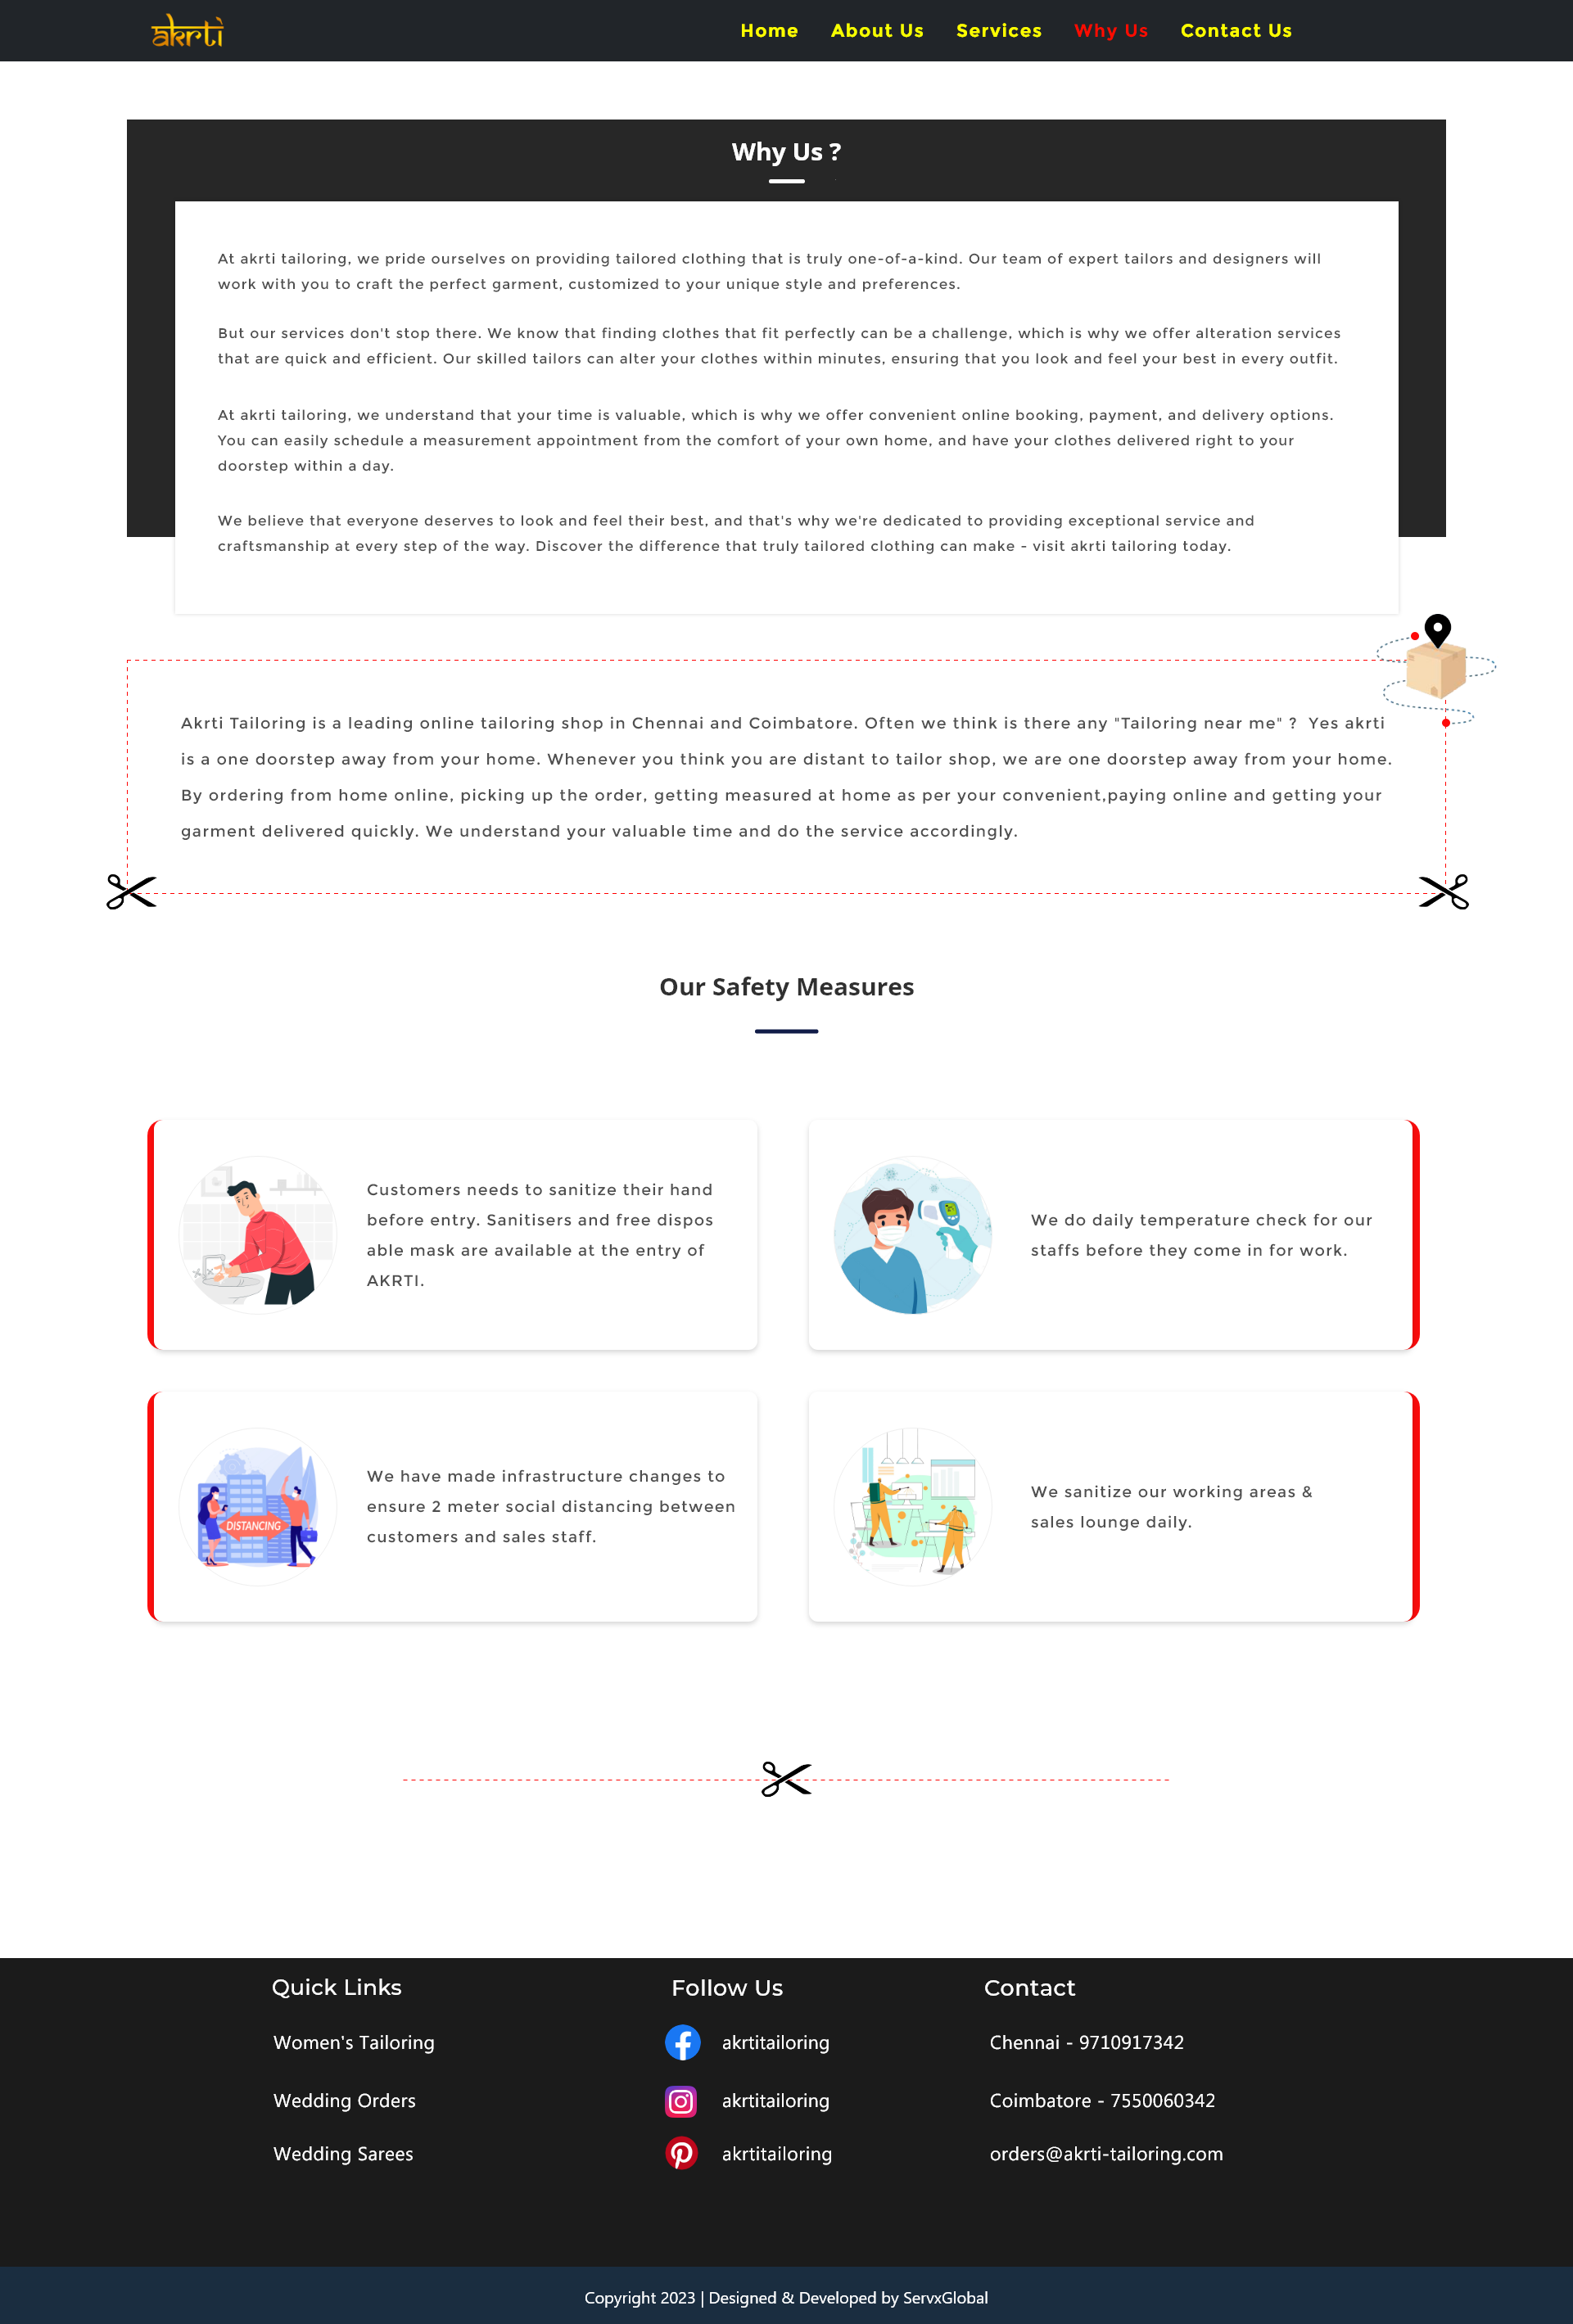 akrti
Home About Us Services Why Us Contact Us
Why Us ?
At akrti tailoring, we pride ourselves on providing tailored clothing that is truly one-of-a-kind. Our team of expert tailors and designers will
work with you to craft the perfect garment, customized to your unique style and preferences.
But our services don't stop there. We know that finding clothes that fit perfectly can be a challenge, which is why we offer alteration services
that are quick and efficient. Our skilled tailors can alter your clothes within minutes, ensuring that you look and feel your best in every outfit.
At akrti tailoring, we understand that your time is valuable, which is why we offer convenient online booking, payment, and delivery options.
You can easily schedule a measurement appointment from the comfort of your own home, and have your clothes delivered right to your
doorstep within a day.
We believe that everyone deserves to look and feel their best, and that's why we're dedicated to providing exceptional service and
craftsmanship at every step of the way. Discover the difference that truly tailored clothing can make - visit akrti tailoring today.
Akrti Tailoring is a leading online tailoring shop in Chennai and Coimbatore. Often we think is there any "Tailoring near me" ? Yes akrti
is a one doorstep away from your home. Whenever you think you are distant to tailor shop, we are one doorstep away from your home.
By ordering from home online, picking up the order, getting measured at home as per your convenient,paying online and getting your
garment delivered quickly. We understand your valuable time and do the service accordingly.
Our Safety Measures
Customers needs to sanitize their hand
before entry. Sanitisers and free dispos
able mask are available at the entry of
AKRTI.
We do daily temperature check for our
staffs before they come in for work.
DISTANCING
We have made infrastructure changes to
ensure 2 meter social distancing between
customers and sales staff.
We sanitize our working areas &
sales lounge daily.
Quick Links
Women's Tailoring
Wedding Orders
Wedding Sarees
Follow Us
akrtitailoring
akrtitailoring
akrtitailoring
Contact
Chennai - 9710917342
Coimbatore - 7550060342
orders@akrti-tailoring.com
Copyright 2023 | Designed & Developed by ServxGlobal